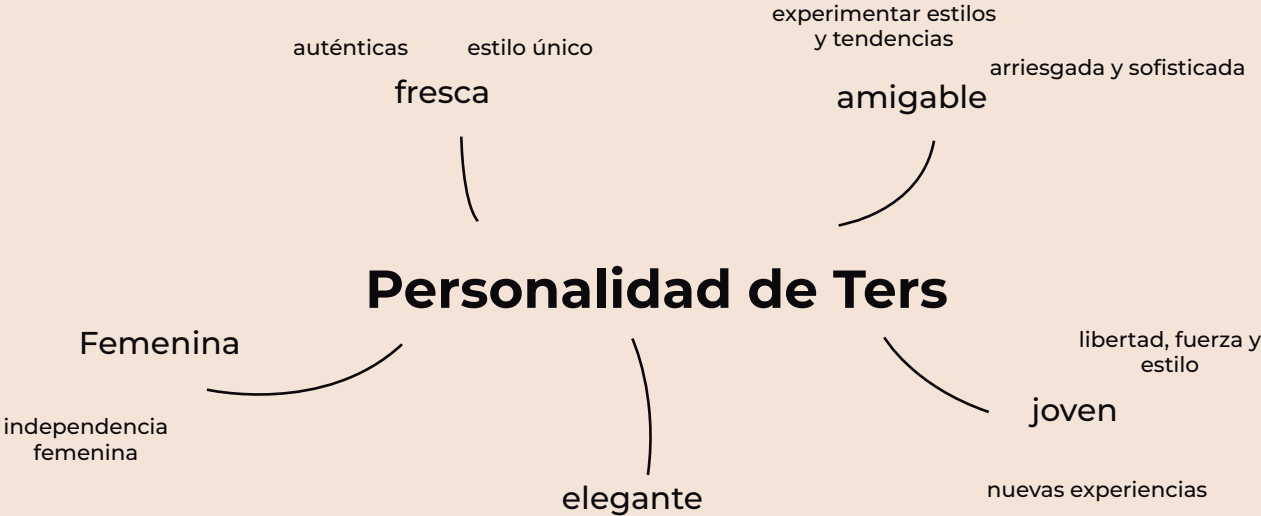 experimentar estilos
y tendencias
auténticas
estilo único
arriesgada y sofisticada
fresca
amigable
Personalidad de Ters
Femenina
libertad, fuerza y
estilo
joven
independencia
femenina
nuevas experiencias
elegante